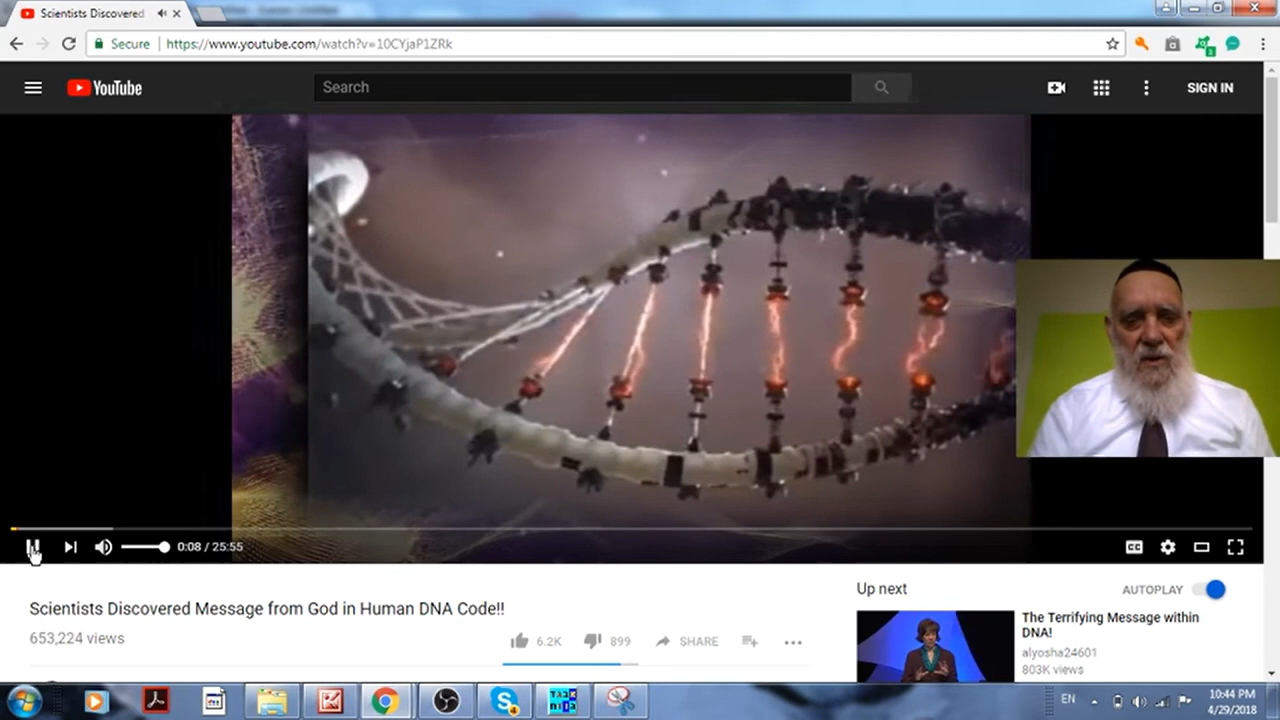 Scientists Discovered
Secure
https://www.youtube.com/watch?v=10CYjaP1ZRk
YouTube
Search
SIGN IN
0:08 / 25:55
CC
Scientists Discovered Message from God in Human DNA Code!!
653,224 views
6.2K
899
SHARE
Up next
AUTOPLAY
The Terrifying Message within
DNA!
alyosha24601
803K views
EN
10:44 PM
4/29/2018